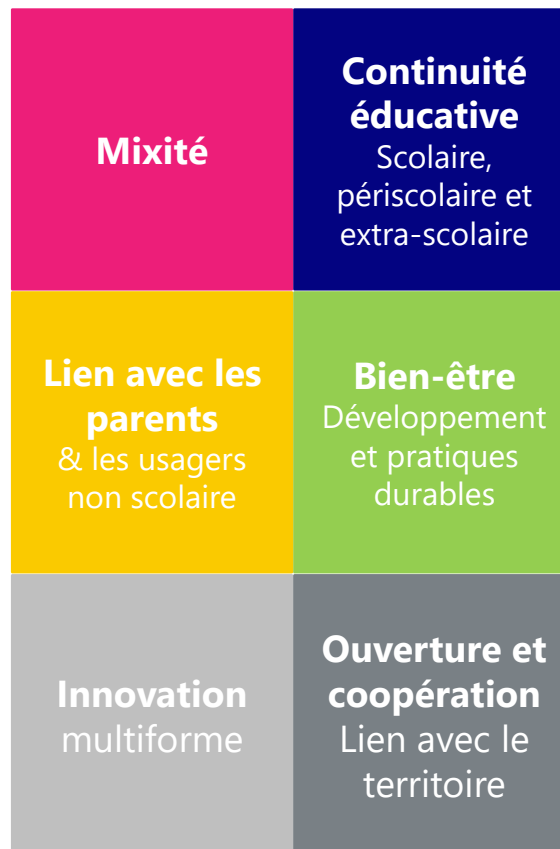 Mixité
Continuité
éducative
Scolaire,
périscolaire et
extra-scolaire
Lien avec les
parents
& les usagers
non scolaire
Bien-être
Développement
et pratiques
durables
Innovation
multiforme
Ouverture et
coopération
Lien avec le
territoire